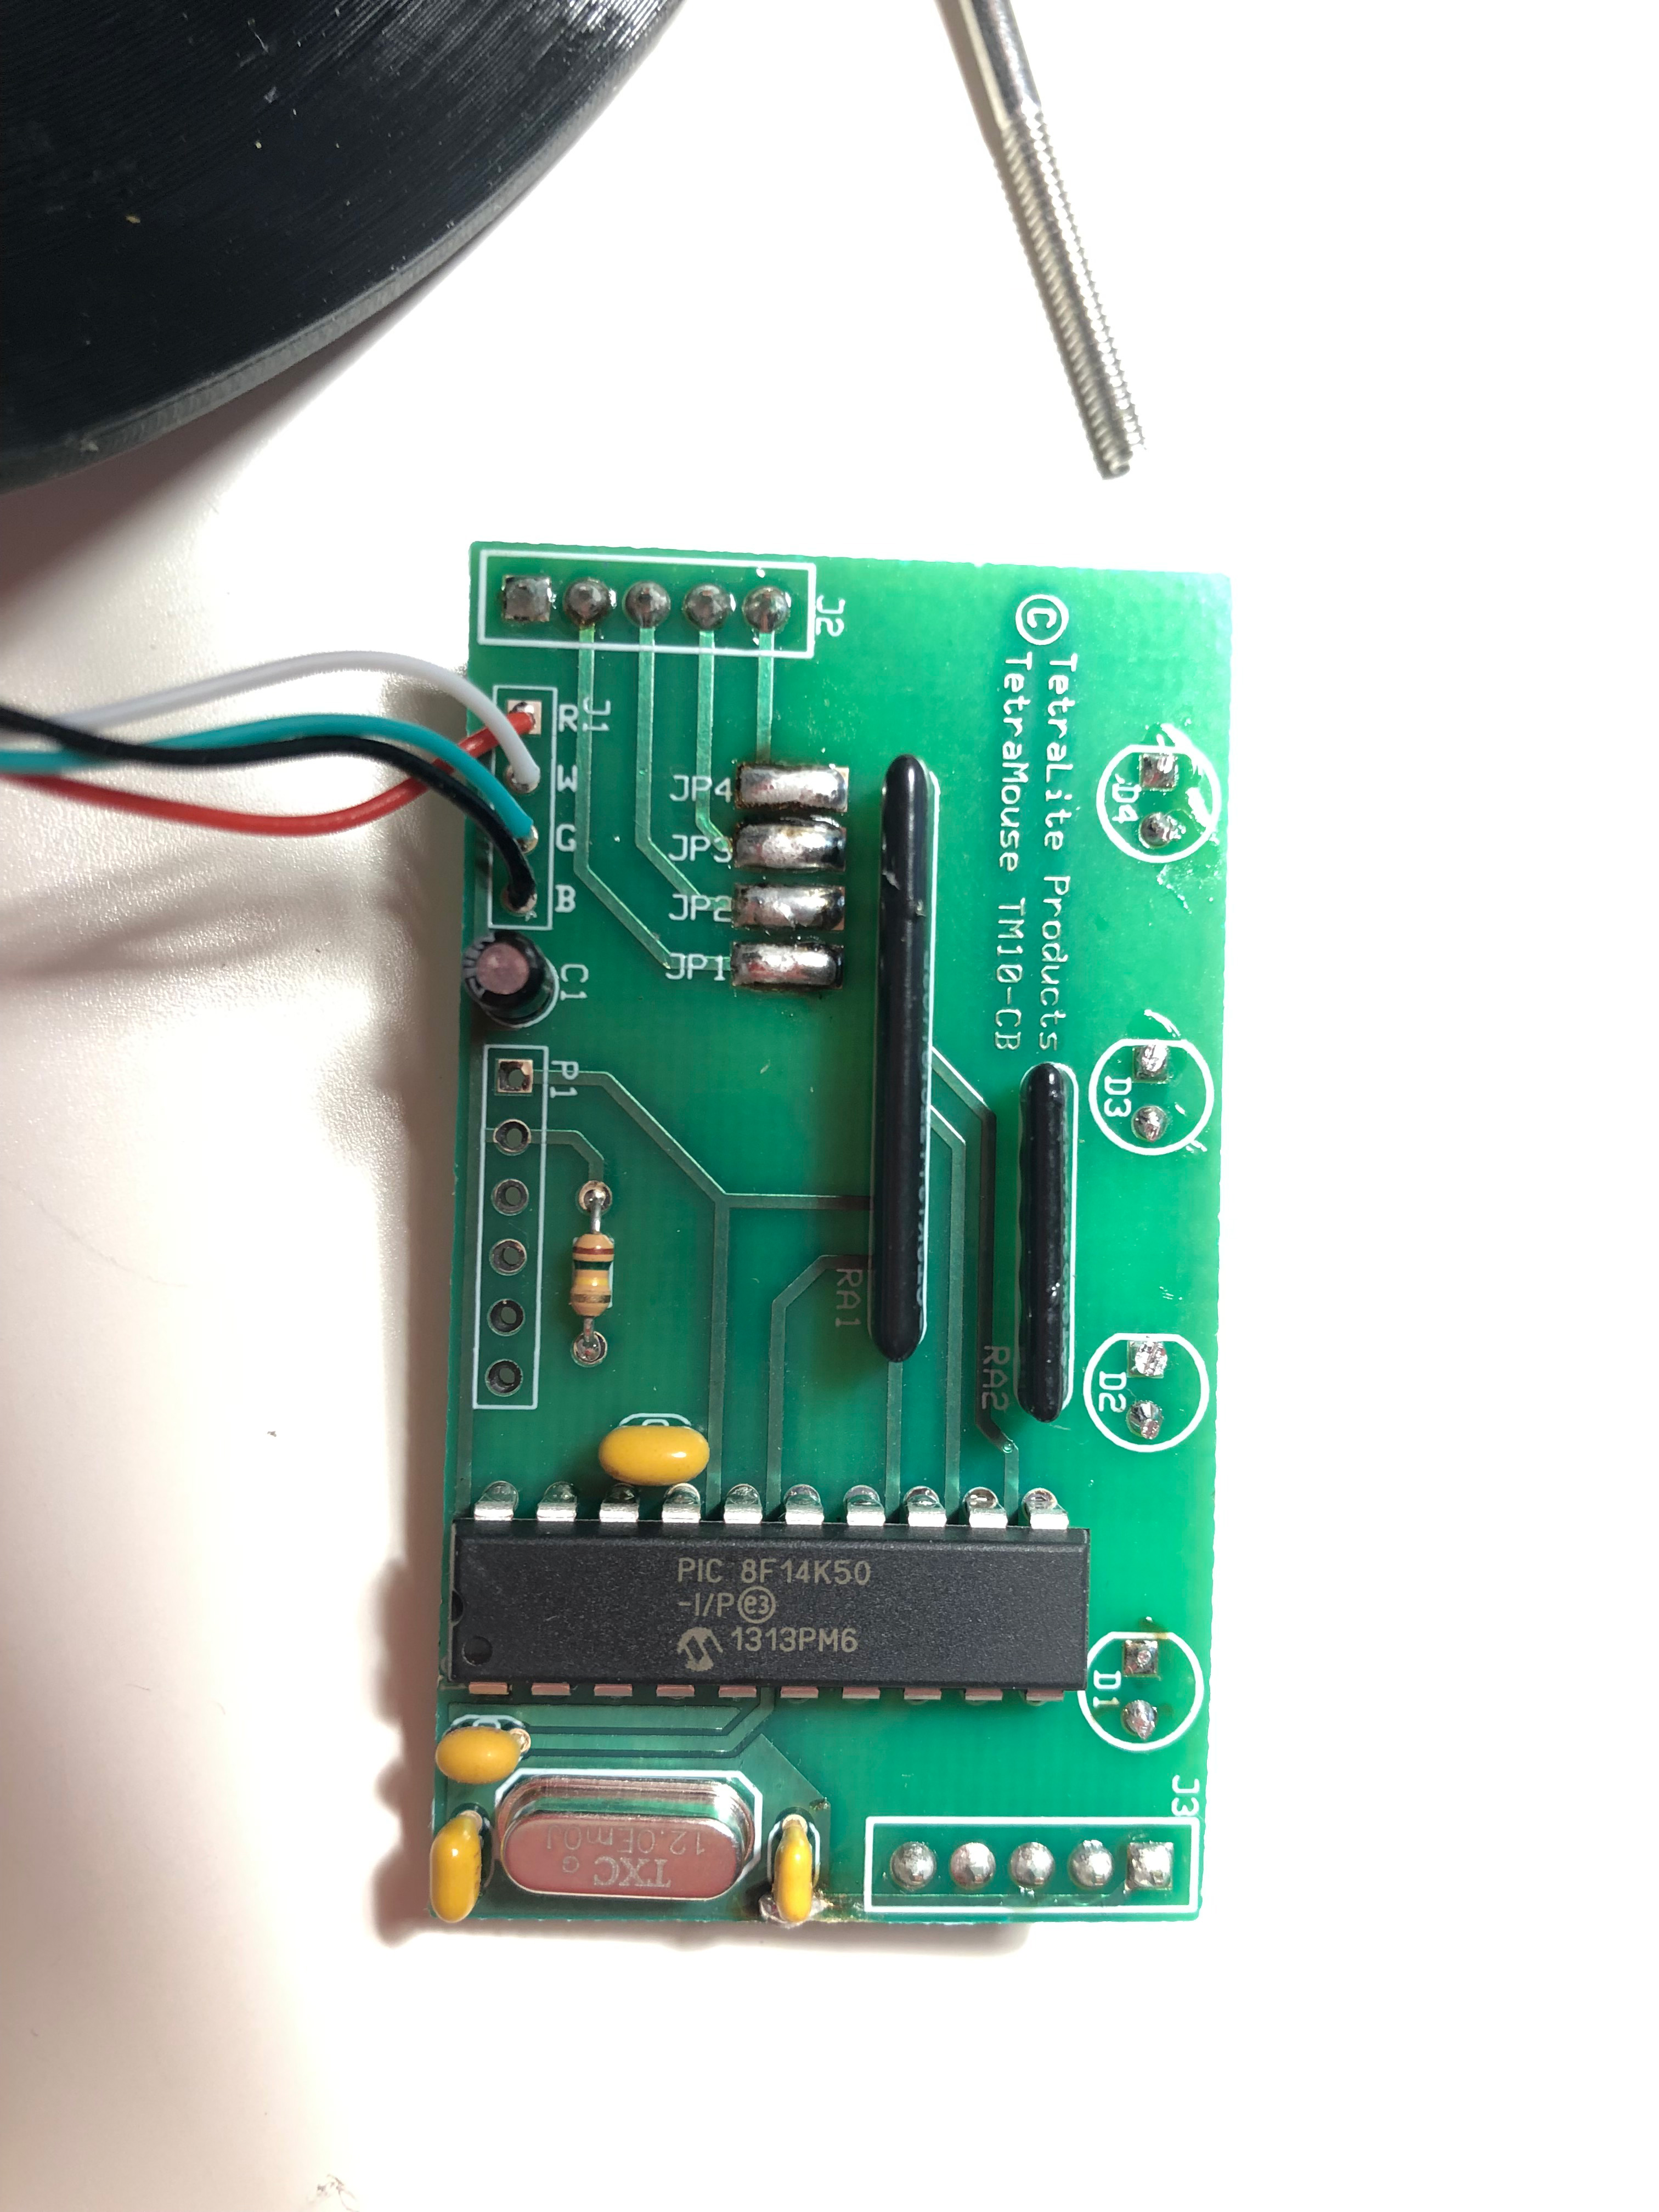 J2
© TetraLite Products
TetraMouse TM10-CB
J1
R
W
G
B
JP4
JP3
JP2
JP1
D4
C1
P1
D3
RA1
RA2
D2
PIC 8F14K50
-I/P e3
1313PM6
D1
J3
12.0Em0J
G
TXC